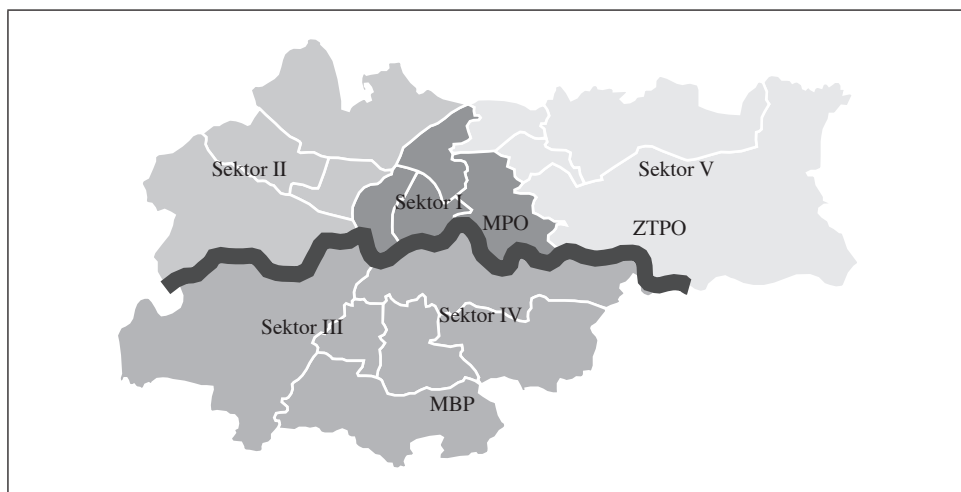 Sektor II
Sektor V
Sektor I
MPO
ZTPO
Sektor IV
Sektor III
MBP